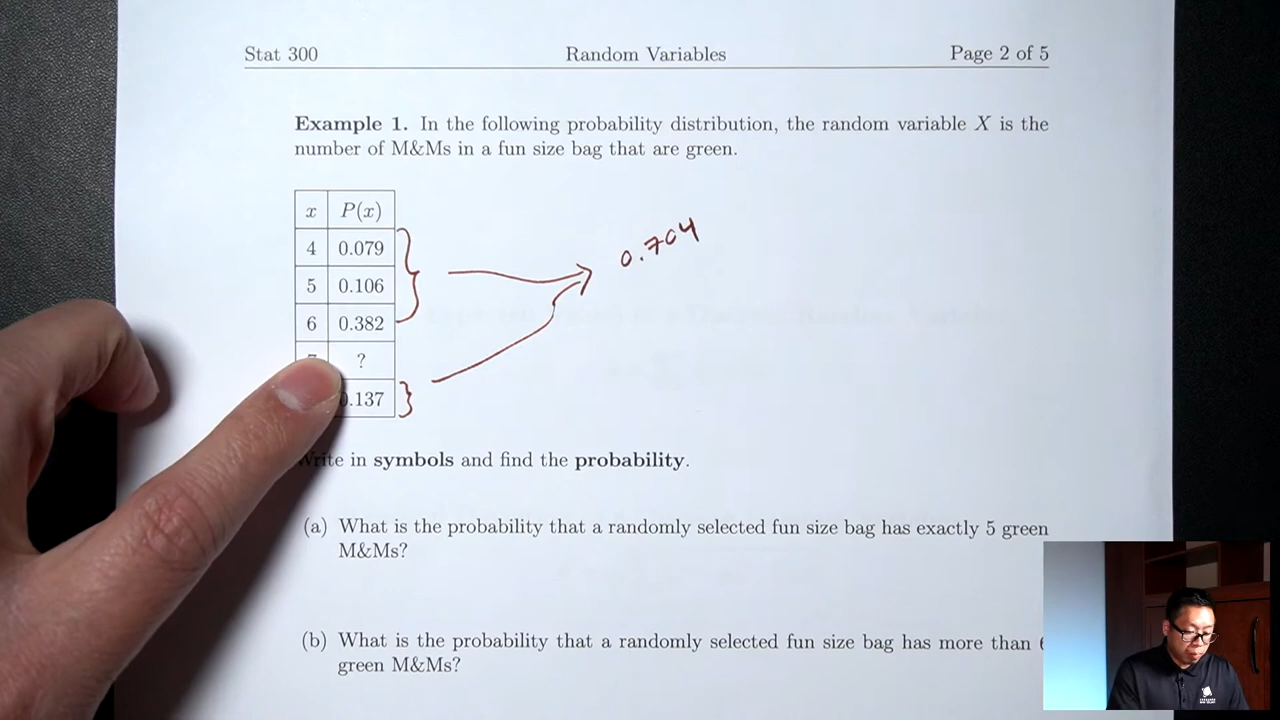 Stat 300 Random Variables Page 2 of 5
Example 1. In the following probability distribution, the random variable X is the
number of M&Ms in a fun size bag that are green.
x P(x)
4 0.079
5 0.106
6 0.382
?
0.137
0.704
Write in symbols and find the probability.
(a) What is the probability that a randomly selected fun size bag has exactly 5 green
M&Ms?
(b) What is the probability that a randomly selected fun size bag has more than 6
green M&Ms?